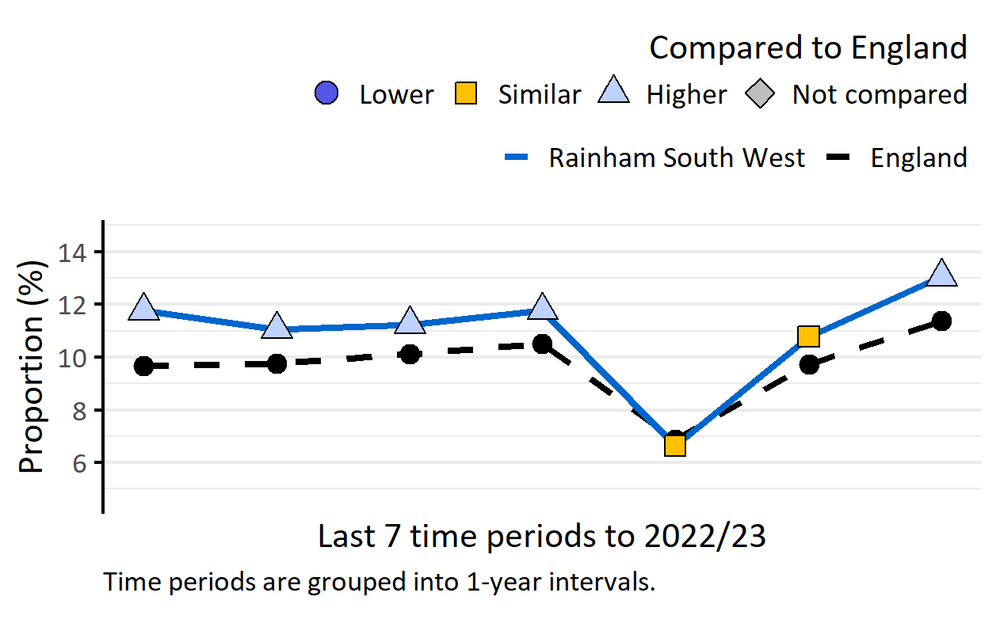 Compared to England
Lower Similar Higher Not compared
Rainham South West England
Proportion (%)
14
12
10
8
6
Last 7 time periods to 2022/23
Time periods are grouped into 1-year intervals.